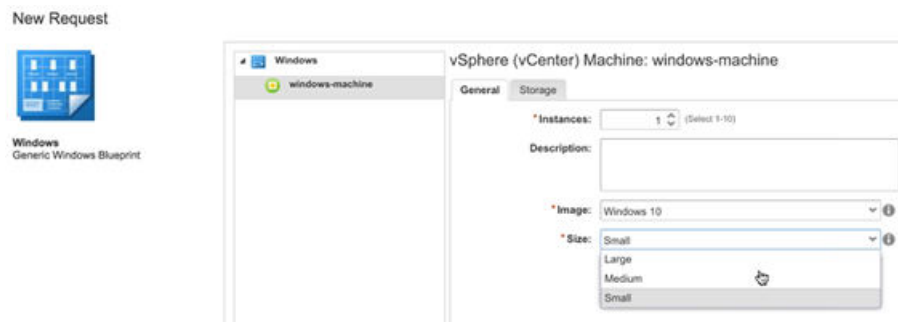 New Request
Windows
Generic Windows Blueprint
Windows
windows-machine
vSphere (vCenter) Machine: windows-machine
General Storage
*Instances: 1 (Select 1-10)
Description:
*Image: Windows 10
*Size: Small
Large
Medium
Small